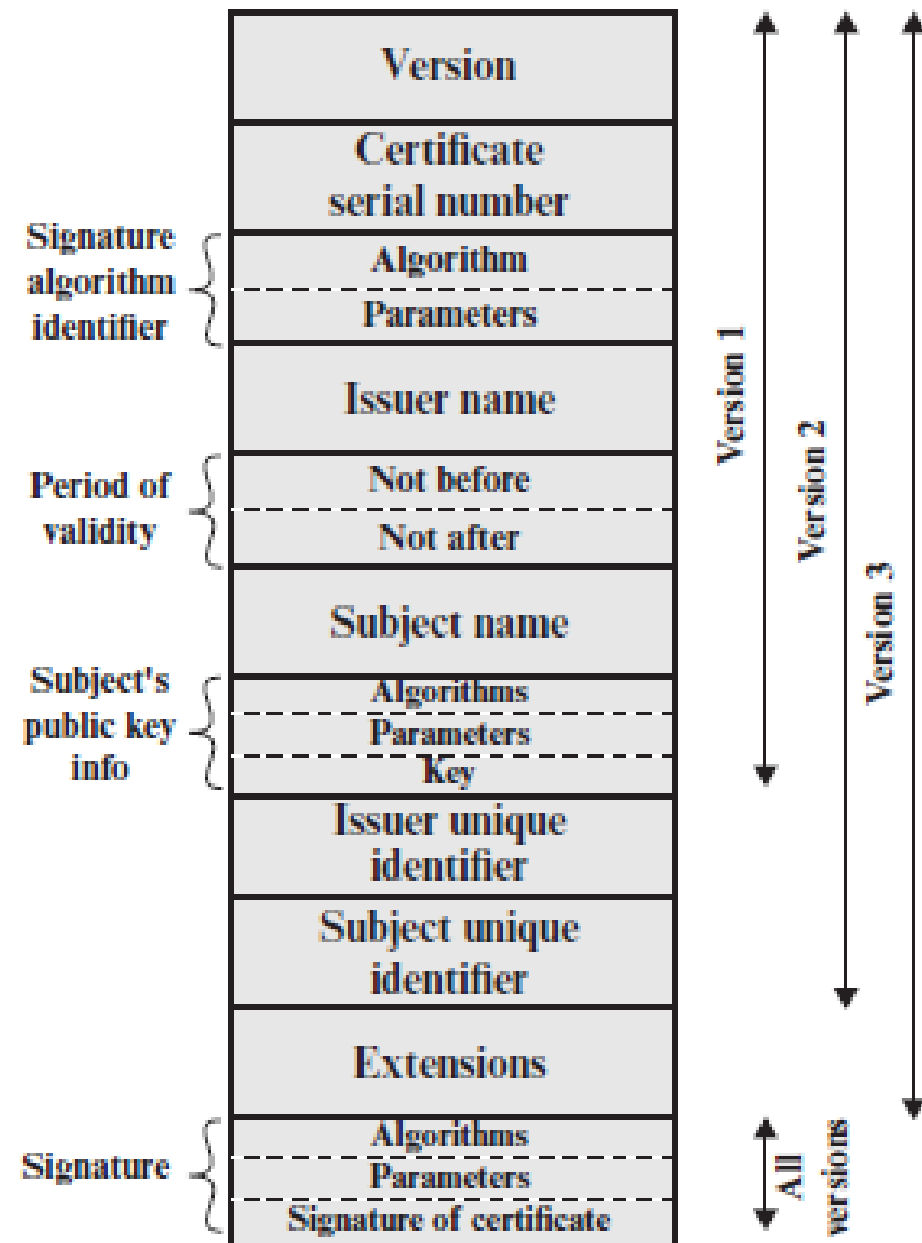 Version
Certificate
serial number
Signature
algorithm
identifier
Algorithm
Parameters
Issuer name
Period of
validity
Not before
Not after
Subject name
Subject's
public key
info
Algorithms
Parameters
Key
Issuer unique
identifier
Subject unique
identifier
Extensions
Signature
Algorithms
Parameters
Signature of certificate
Version 1
Version 2
Version 3
All
versions